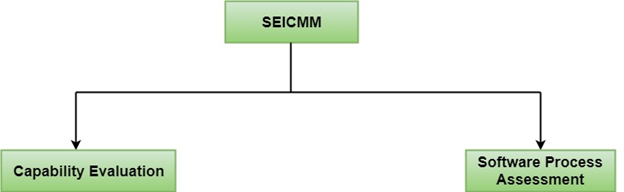 SEICMM
Capability Evaluation
Software Process
Assessment